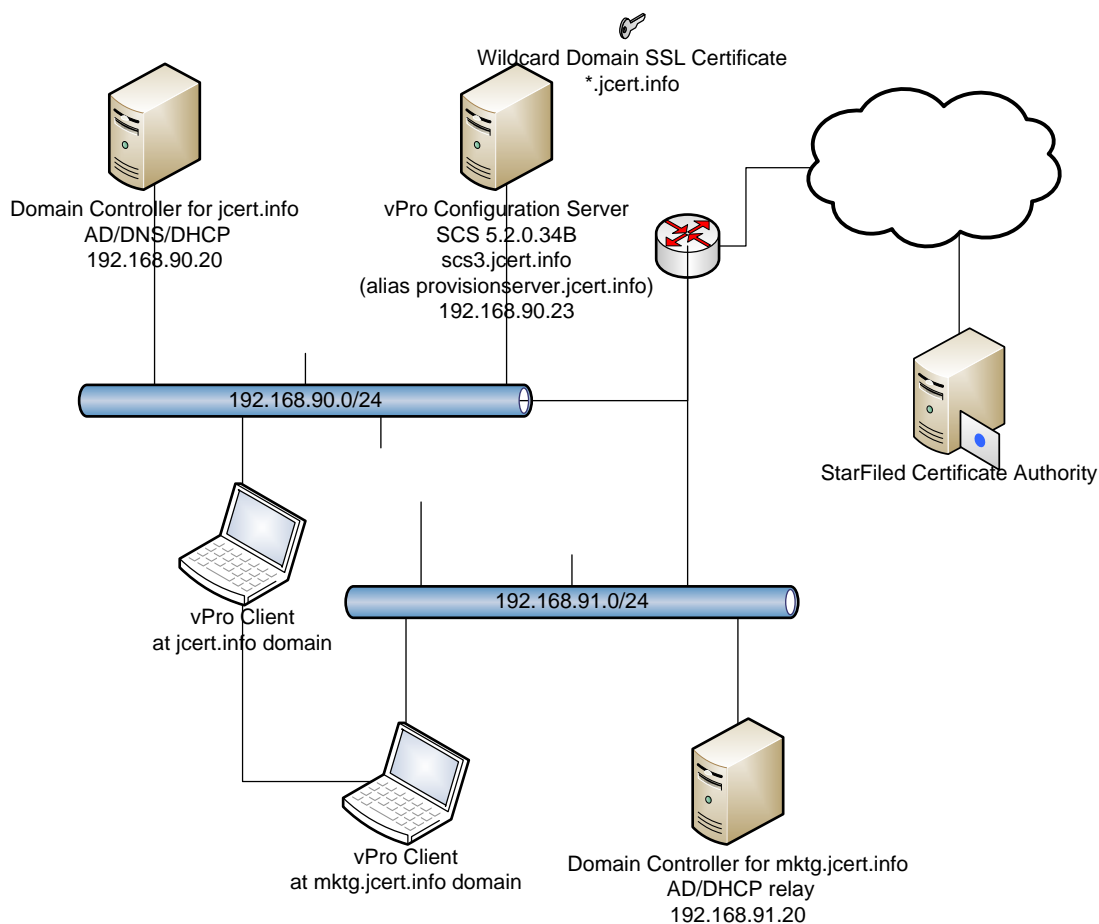 Wildcard Domain SSL Certificate
*.jcert.info
Domain Controller for jcert.info
AD/DNS/DHCP
192.168.90.20
vPro Configuration Server
SCS 5.2.0.34B
scs3.jcert.info
(alias provisionserver.jcert.info)
192.168.90.23
192.168.90.0/24
StarFiled Certificate Authority
vPro Client
at jcert.info domain
192.168.91.0/24
vPro Client
at mktg.jcert.info domain
Domain Controller for mktg.jcert.info
AD/DHCP relay
192.168.91.20